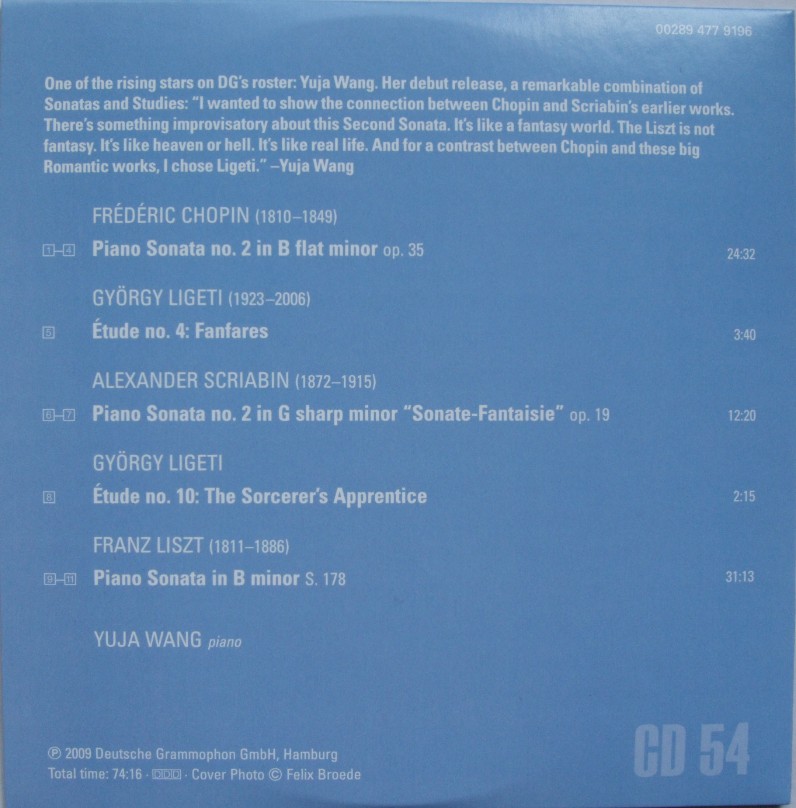 00289 477 9196
One of the rising stars on DG's roster: Yuja Wang. Her debut release, a remarkable combination of
Sonatas and Studies: "I wanted to show the connection between Chopin and Scriabin's earlier works.
There's something improvisatory about this Second Sonata. It's like a fantasy world. The Liszt is not
fantasy. It's like heaven or hell. It's like real life. And for a contrast between Chopin and these big
Romantic works, I chose Ligeti." –Yuja Wang
FRÉDÉRIC CHOPIN (1810–1849)
1–4 Piano Sonata no. 2 in B flat minor op. 35 24:32
GYÖRGY LIGETI (1923–2006)
5 Étude no. 4: Fanfares 3:40
ALEXANDER SCRIABIN (1872–1915)
6–7 Piano Sonata no. 2 in G sharp minor "Sonate-Fantaisie" op. 19 12:20
GYÖRGY LIGETI
8 Étude no. 10: The Sorcerer's Apprentice 2:15
FRANZ LISZT (1811–1886)
9–11 Piano Sonata in B minor S. 178 31:13
YUJA WANG piano
℗ 2009 Deutsche Grammophon GmbH, Hamburg
Total time: 74:16 · DDD · Cover Photo © Felix Broede
CD 54